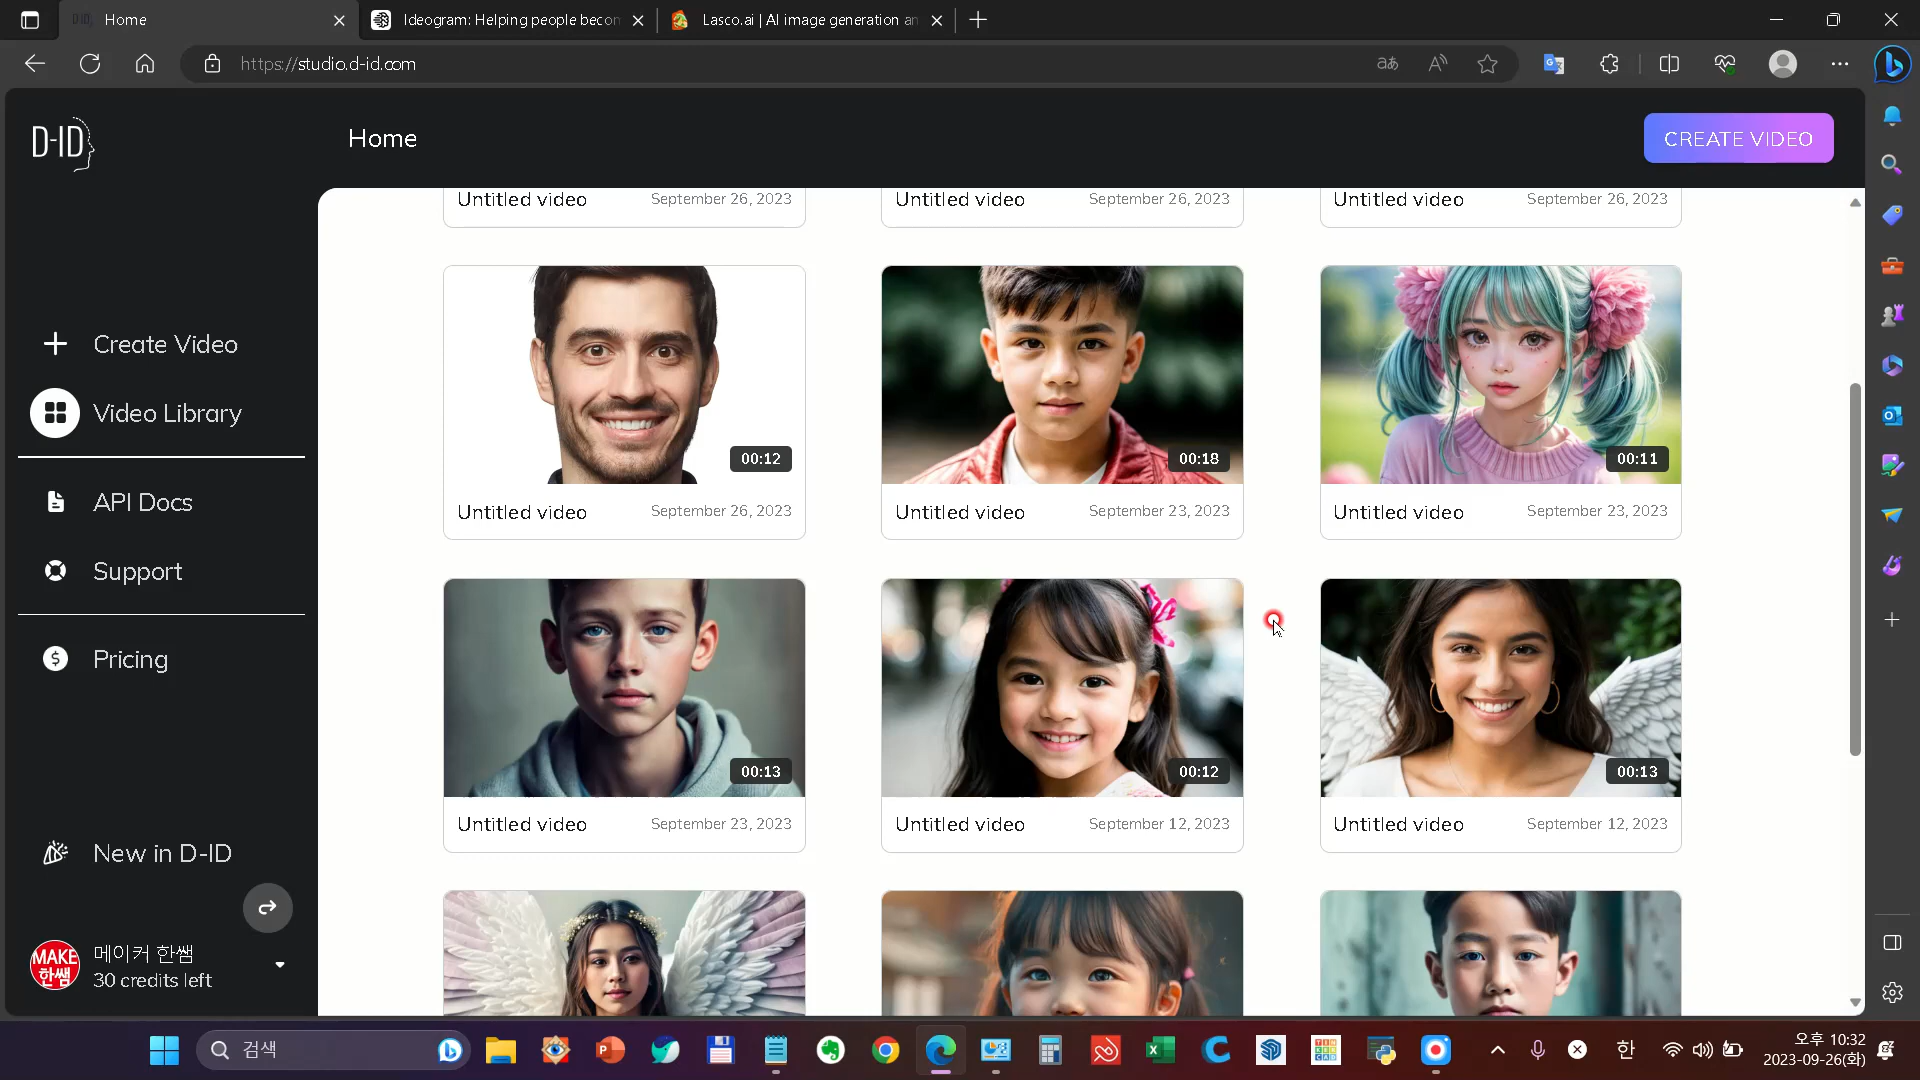 Home
Ideogram: Helping people becon
Lasco.ai | AI image generation an
https://studio.d-id.com
D-ID
Home
CREATE VIDEO
Create Video
Video Library
API Docs
Support
Pricing
New in D-ID
MAKE
한쌤
메이커 한쌤
30 credits left
Untitled video September 26, 2023
Untitled video September 26, 2023
Untitled video September 26, 2023
00:12
00:18
00:11
Untitled video September 26, 2023
Untitled video September 23, 2023
Untitled video September 23, 2023
00:13
00:12
00:13
Untitled video September 23, 2023
Untitled video September 12, 2023
Untitled video September 12, 2023
검색
한
오후 10:32
2023-09-26(화)